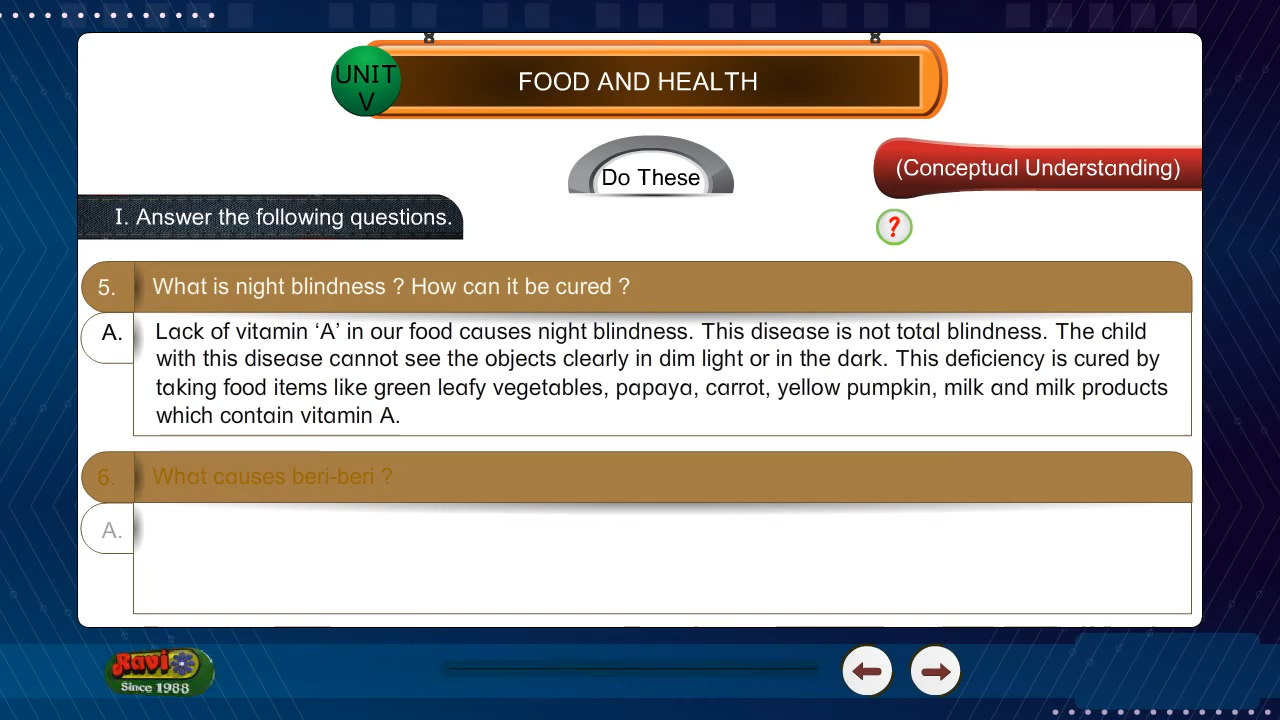 UNIT
V
FOOD AND HEALTH
Do These
(Conceptual Understanding)
I. Answer the following questions.
?
5. What is night blindness ? How can it be cured ?
A. Lack of vitamin ‘A’ in our food causes night blindness. This disease is not total blindness. The child
with this disease cannot see the objects clearly in dim light or in the dark. This deficiency is cured by
taking food items like green leafy vegetables, papaya, carrot, yellow pumpkin, milk and milk products
which contain vitamin A.
6. What causes beri-beri ?
A.
Ravi
Since 1988